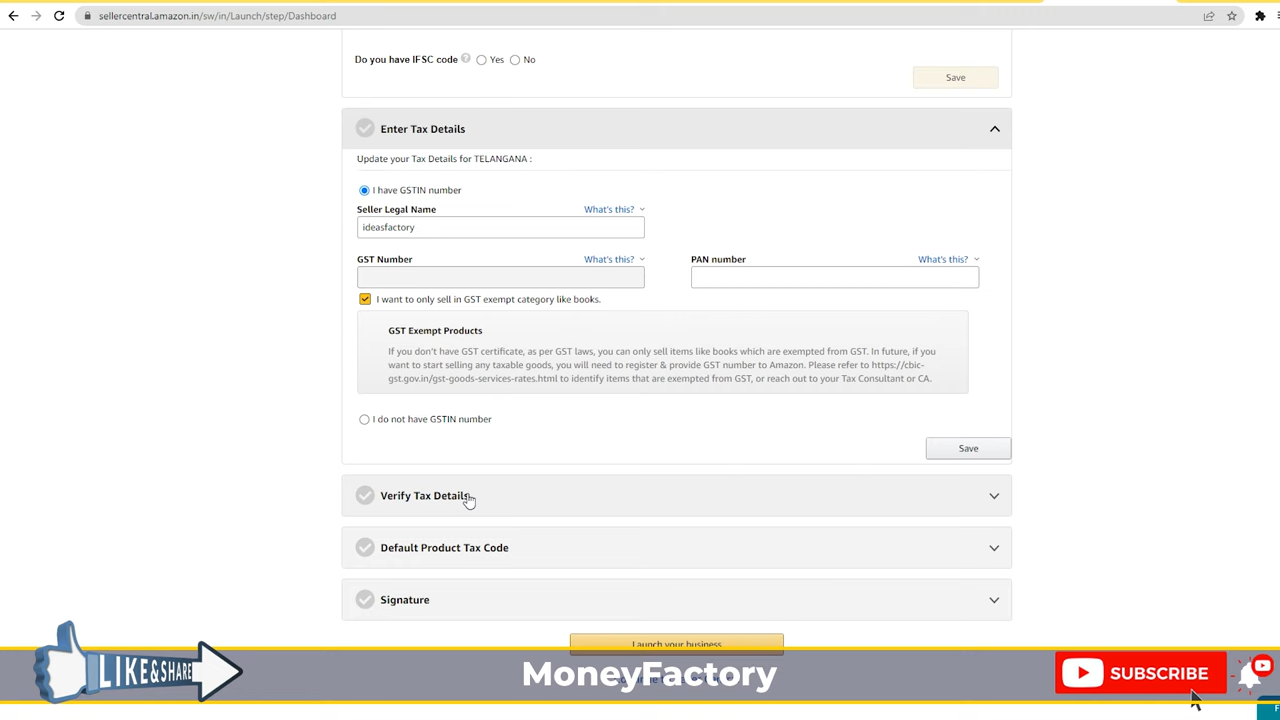 sellercentral.amazon.in/sw/in/Launch/step/Dashboard
Do you have IFSC code Yes No
Save
Enter Tax Details
Update your Tax Details for TELANGANA :
I have GSTIN number
Seller Legal Name What's this?
ideasfactory
GST Number What's this? PAN number What's this?
I want to only sell in GST exempt category like books.
GST Exempt Products
If you don't have GST certificate, as per GST laws, you can only sell items like books which are exempted from GST. In future, if you
want to start selling any taxable goods, you will need to register & provide GST number to Amazon. Please refer to https://cbic-
gst.gov.in/gst-goods-services-rates.html to identify items that are exempted from GST, or reach out to your Tax Consultant or CA.
I do not have GSTIN number
Save
Verify Tax Details
Default Product Tax Code
Signature
Launch your business
LIKE&SHARE MoneyFactory SUBSCRIBE